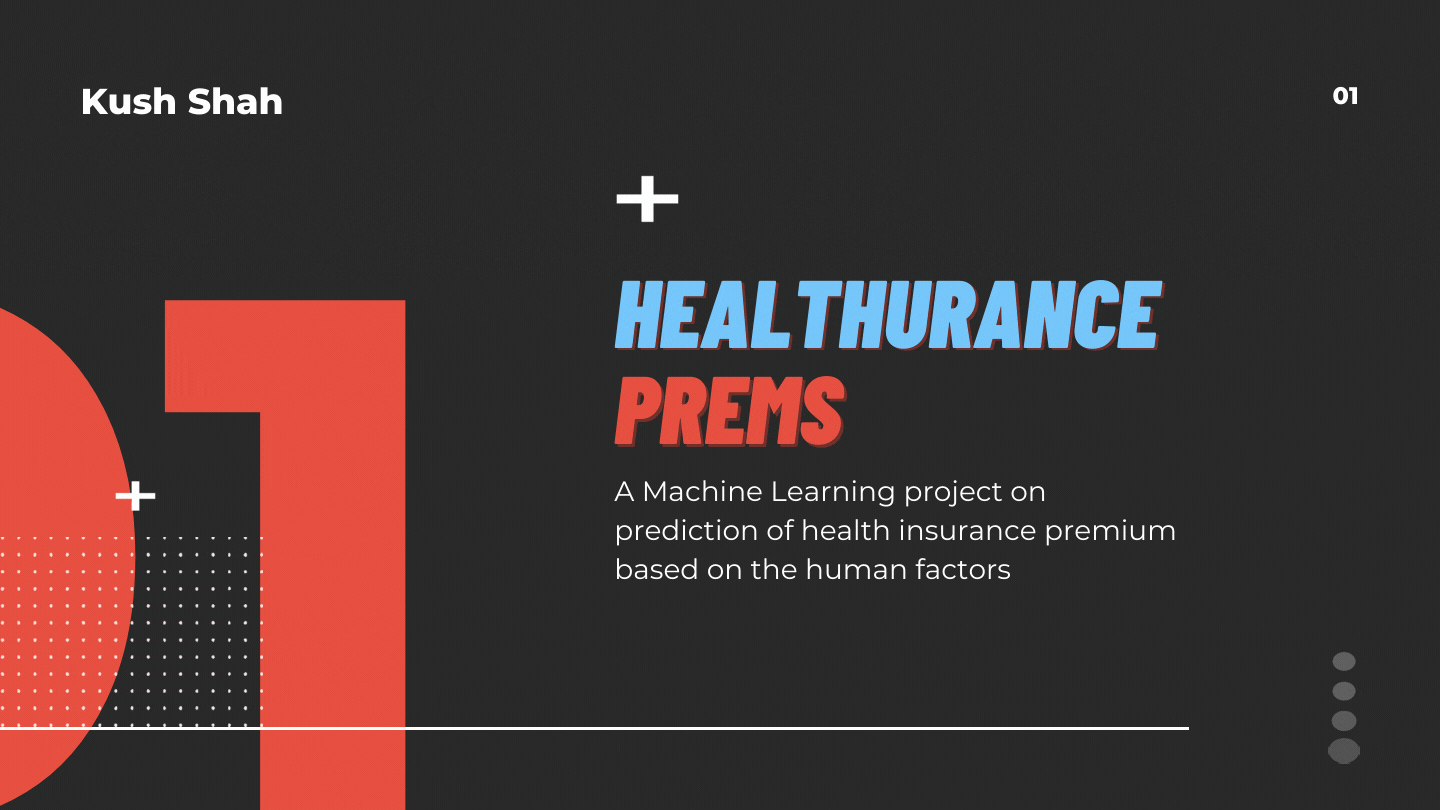 Kush Shah
01
HEALTHURANCE
PREMS
A Machine Learning project on
prediction of health insurance premium
based on the human factors
01